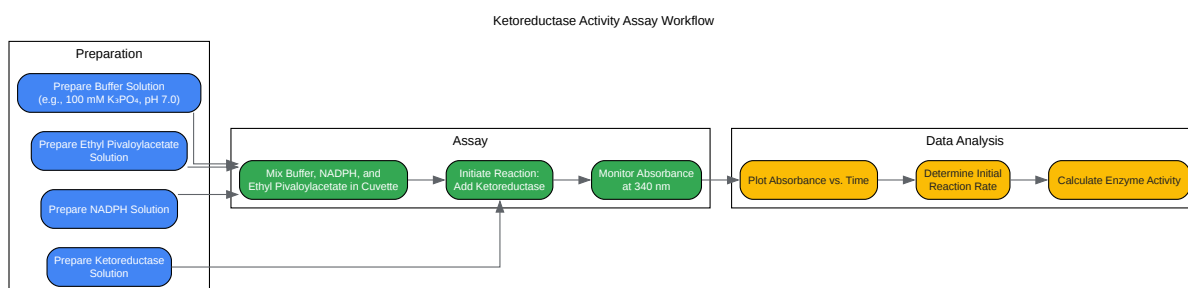 Ketoreductase Activity Assay Workflow
Preparation
Prepare Buffer Solution
(e.g., 100 mM K₃PO₄, pH 7.0)
Prepare Ethyl Pivaloylacetate
Solution
Prepare NADPH Solution
Prepare Ketoreductase
Solution
Assay
Mix Buffer, NADPH, and
Ethyl Pivaloylacetate in Cuvette
Initiate Reaction:
Add Ketoreductase
Monitor Absorbance
at 340 nm
Data Analysis
Plot Absorbance vs. Time
Determine Initial
Reaction Rate
Calculate Enzyme Activity